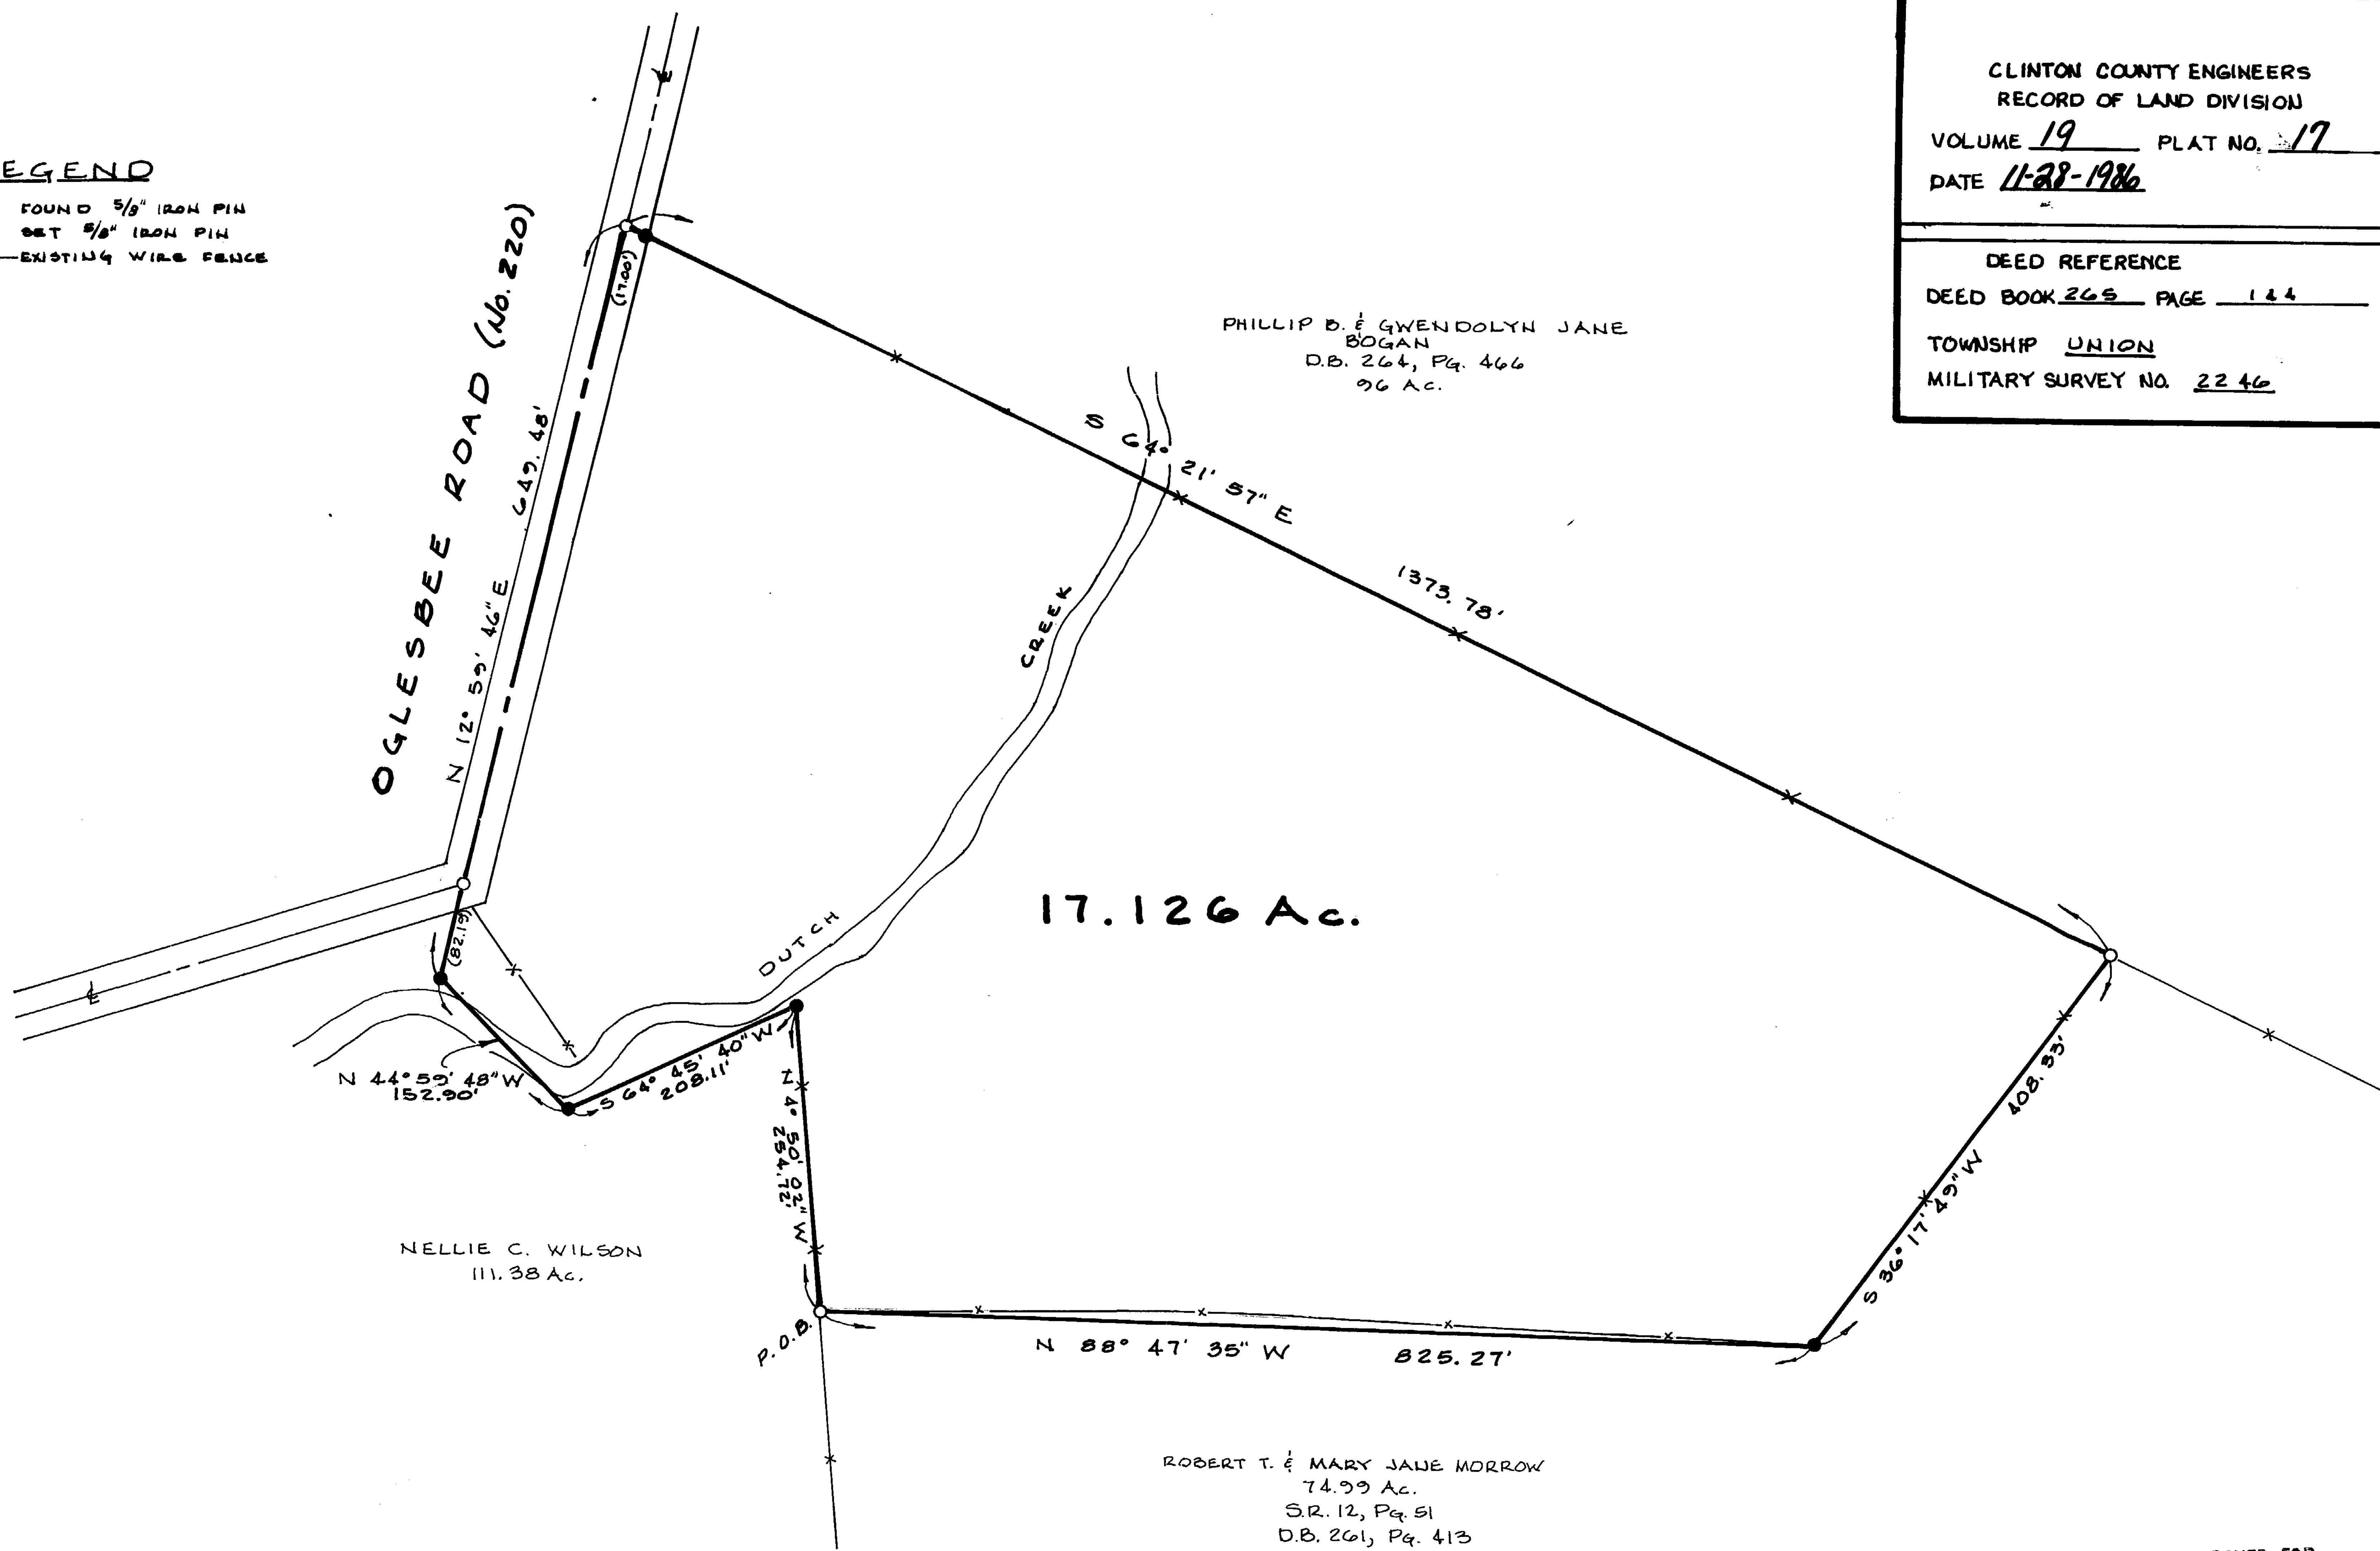 CLINTON COUNTY ENGINEERS
RECORD OF LAND DIVISION
VOLUME 19 PLAT NO. 17
DATE 11-28-1986
DEED REFERENCE
DEED BOOK 265 PAGE
TOWNSHIP UNION
MILITARY SURVEY NO. 2246
EGEND
FOUND 5/8" IRON PIN
SET 5/8" IRON PIN
EXISTING WIRE FENCE
OGLESBEE ROAD (No. 220)
N 12° 59' 46" E 649.48'
(17.00')
(82.19)
PHILLIP B. & GWENDOLYN JANE
BOGAN
D.B. 264, PG. 466
96 AC.
S 64° 21' 57" E
1373.78'
DUTCH CREEK
17.126 Ac.
N 44° 59' 48" W
152.90'
S 64° 45' 40" W
208.11'
N 4° 50' 02" W
254.72'
408.33'
S 36° 17' 49" W
NELLIE C. WILSON
111.38 Ac.
P.O.B.
N 88° 47' 35" W 825.27'
ROBERT T. & MARY JANE MORROW
74.99 Ac.
S.R. 12, PG. 51
D.B. 261, PG. 413